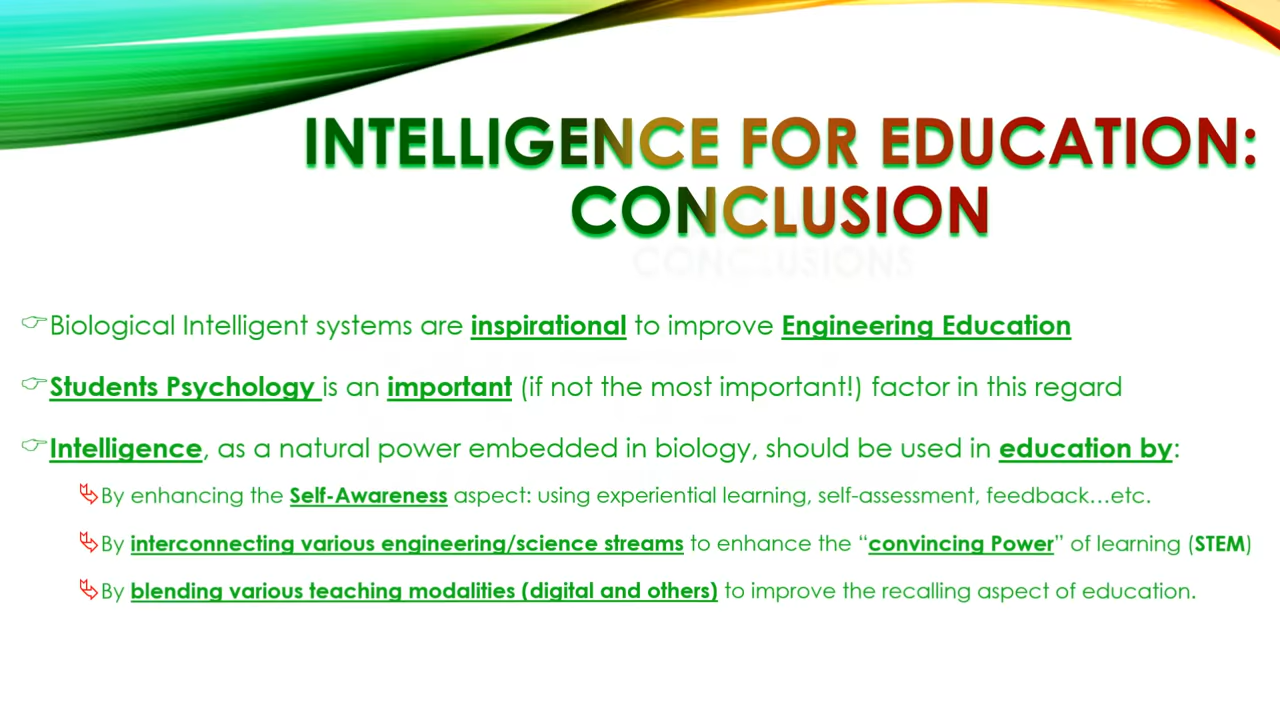 INTELLIGENCE FOR EDUCATION:
CONCLUSION
CONCLUSIONS
Biological Intelligent systems are inspirational to improve Engineering Education
Students Psychology is an important (if not the most important!) factor in this regard
Intelligence, as a natural power embedded in biology, should be used in education by:
By enhancing the Self-Awareness aspect: using experiential learning, self-assessment, feedback…etc.
By interconnecting various engineering/science streams to enhance the “convincing Power” of learning (STEM)
By blending various teaching modalities (digital and others) to improve the recalling aspect of education.